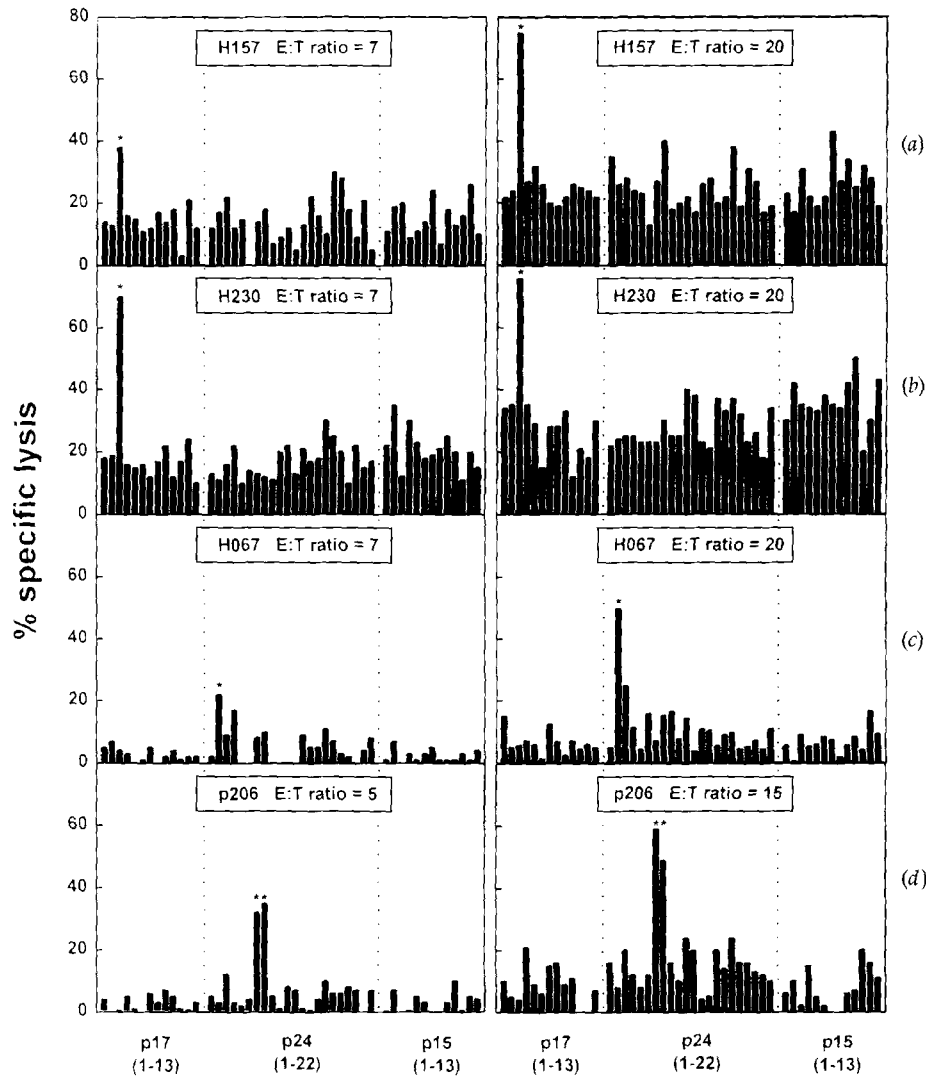 % specific lysis
80
60
40
20
0
H157 E:T ratio = 7
*
H157 E:T ratio = 20
*
(a)
60
40
20
0
H230 E:T ratio = 7
*
H230 E:T ratio = 20
*
(b)
60
40
20
0
H067 E:T ratio = 7
*
H067 E:T ratio = 20
*
(c)
60
40
20
0
p206 E:T ratio = 5
* *
p206 E:T ratio = 15
**
(d)
p17 p24 p15 p17 p24 p15
(1-13) (1-22) (1-13) (1-13) (1-22) (1-13)